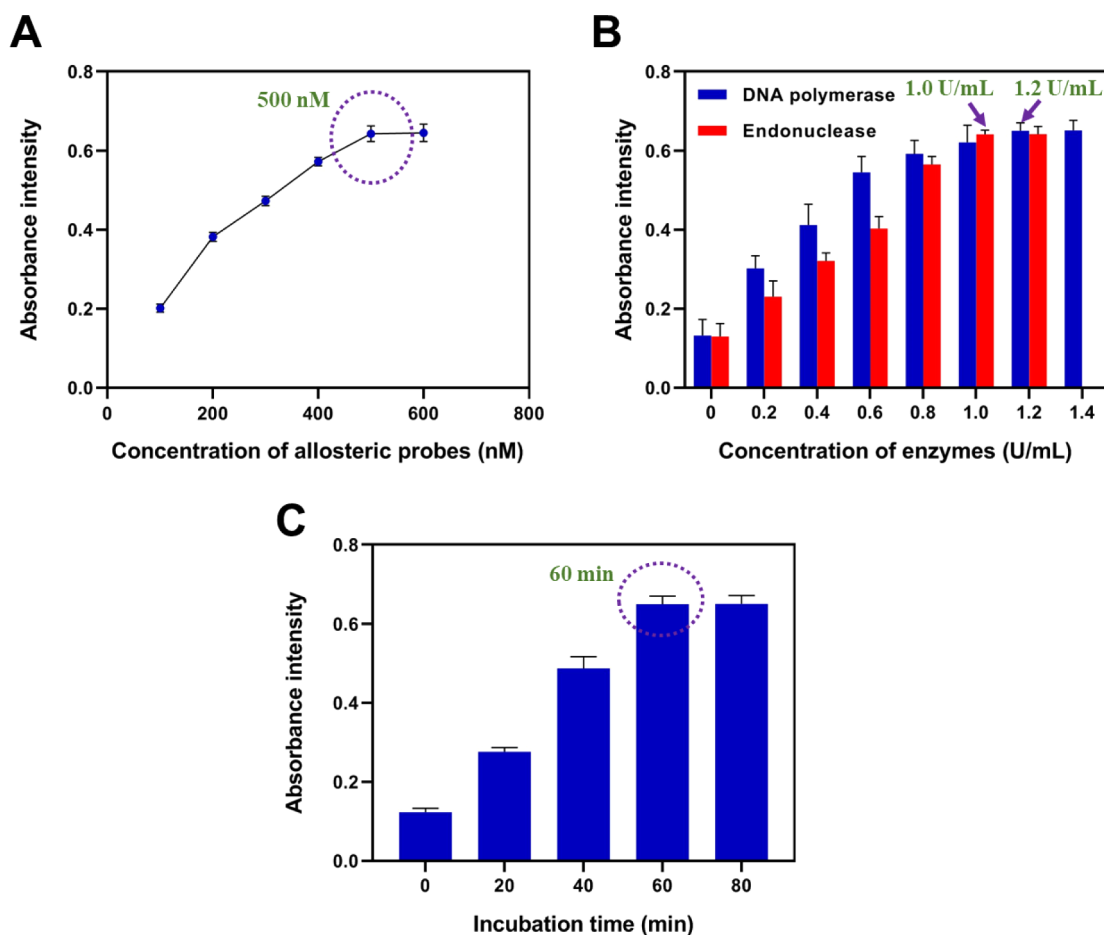 A
Absorbance intensity
0.8
0.6
0.4
0.2
0.0
500 nM
0 200 400 600 800
Concentration of allosteric probes (nM)
B
Absorbance intensity
0.8
0.6
0.4
0.2
0.0
DNA polymerase
Endonuclease
1.0 U/mL 1.2 U/mL
0 0.2 0.4 0.6 0.8 1.0 1.2 1.4
Concentration of enzymes (U/mL)
C
Absorbance intensity
0.8
0.6
0.4
0.2
0.0
60 min
0 20 40 60 80
Incubation time (min)